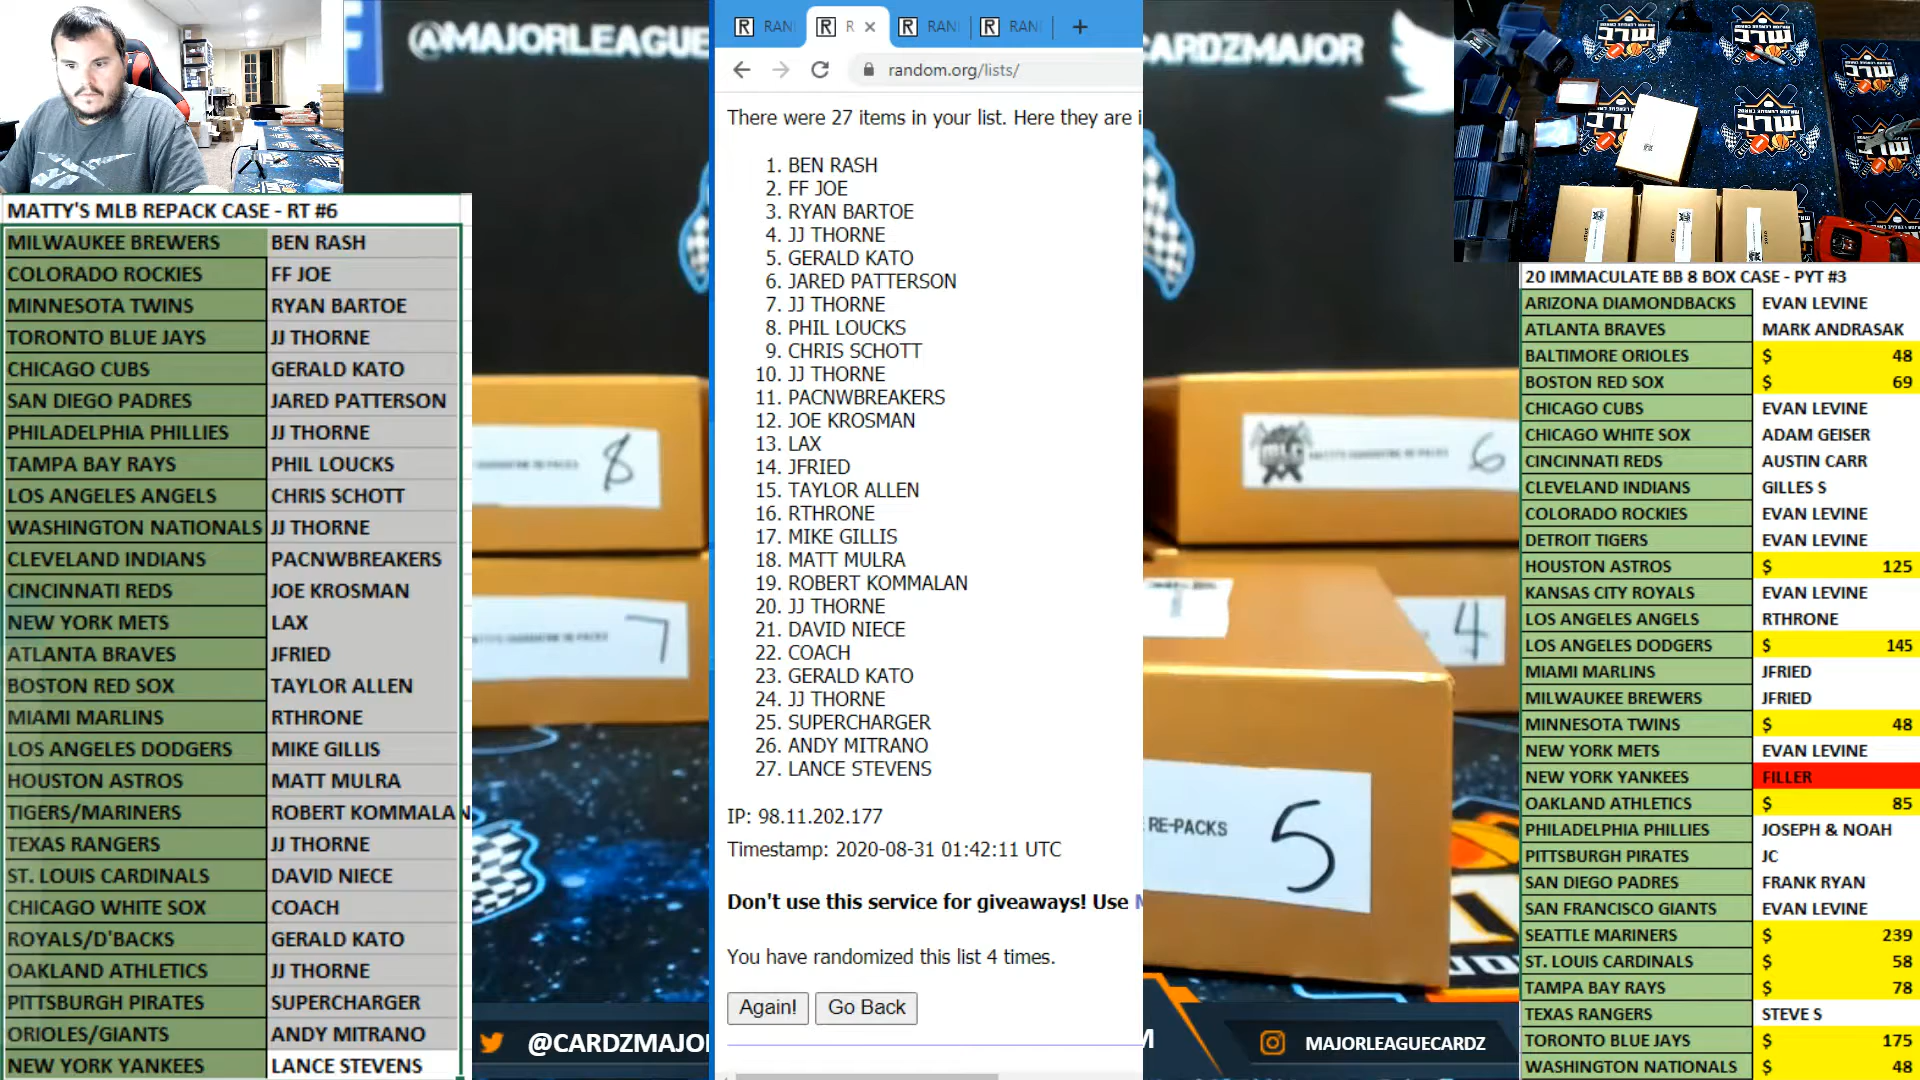 @MAJORLEAGUE
CARDZMAJOR
MATTY'S MLB REPACK CASE - RT #6
MILWAUKEE BREWERS BEN RASH
COLORADO ROCKIES FF JOE
MINNESOTA TWINS RYAN BARTOE
TORONTO BLUE JAYS JJ THORNE
CHICAGO CUBS GERALD KATO
SAN DIEGO PADRES JARED PATTERSON
PHILADELPHIA PHILLIES JJ THORNE
TAMPA BAY RAYS PHIL LOUCKS
LOS ANGELES ANGELS CHRIS SCHOTT
WASHINGTON NATIONALS JJ THORNE
CLEVELAND INDIANS PACNWBREAKERS
CINCINNATI REDS JOE KROSMAN
NEW YORK METS LAX
ATLANTA BRAVES JFRIED
BOSTON RED SOX TAYLOR ALLEN
MIAMI MARLINS RTHRONE
LOS ANGELES DODGERS MIKE GILLIS
HOUSTON ASTROS MATT MULRA
TIGERS/MARINERS ROBERT KOMMALAN
TEXAS RANGERS JJ THORNE
ST. LOUIS CARDINALS DAVID NIECE
CHICAGO WHITE SOX COACH
ROYALS/D'BACKS GERALD KATO
OAKLAND ATHLETICS JJ THORNE
PITTSBURGH PIRATES SUPERCHARGER
ORIOLES/GIANTS ANDY MITRANO
NEW YORK YANKEES LANCE STEVENS
8
7
@CARDZMAJO
RAN R RAN RAN
random.org/lists/
There were 27 items in your list. Here they are i
1. BEN RASH
2. FF JOE
3. RYAN BARTOE
4. JJ THORNE
5. GERALD KATO
6. JARED PATTERSON
7. JJ THORNE
8. PHIL LOUCKS
9. CHRIS SCHOTT
10. JJ THORNE
11. PACNWBREAKERS
12. JOE KROSMAN
13. LAX
14. JFRIED
15. TAYLOR ALLEN
16. RTHRONE
17. MIKE GILLIS
18. MATT MULRA
19. ROBERT KOMMALAN
20. JJ THORNE
21. DAVID NIECE
22. COACH
23. GERALD KATO
24. JJ THORNE
25. SUPERCHARGER
26. ANDY MITRANO
27. LANCE STEVENS
IP: 98.11.202.177
Timestamp: 2020-08-31 01:42:11 UTC
Don't use this service for giveaways! Use
You have randomized this list 4 times.
Again! Go Back
6
4
RE-PACKS 5
MAJORLEAGUECARDZ
20 IMMACULATE BB 8 BOX CASE - PYT #3
ARIZONA DIAMONDBACKS EVAN LEVINE
ATLANTA BRAVES MARK ANDRASAK
BALTIMORE ORIOLES $ 48
BOSTON RED SOX $ 69
CHICAGO CUBS EVAN LEVINE
CHICAGO WHITE SOX ADAM GEISER
CINCINNATI REDS AUSTIN CARR
CLEVELAND INDIANS GILLES S
COLORADO ROCKIES EVAN LEVINE
DETROIT TIGERS EVAN LEVINE
HOUSTON ASTROS $ 125
KANSAS CITY ROYALS EVAN LEVINE
LOS ANGELES ANGELS RTHRONE
LOS ANGELES DODGERS $ 145
MIAMI MARLINS JFRIED
MILWAUKEE BREWERS JFRIED
MINNESOTA TWINS $ 48
NEW YORK METS EVAN LEVINE
NEW YORK YANKEES FILLER
OAKLAND ATHLETICS $ 85
PHILADELPHIA PHILLIES JOSEPH & NOAH
PITTSBURGH PIRATES JC
SAN DIEGO PADRES FRANK RYAN
SAN FRANCISCO GIANTS EVAN LEVINE
SEATTLE MARINERS $ 239
ST. LOUIS CARDINALS $ 58
TAMPA BAY RAYS $ 78
TEXAS RANGERS STEVE S
TORONTO BLUE JAYS $ 175
WASHINGTON NATIONALS $ 48